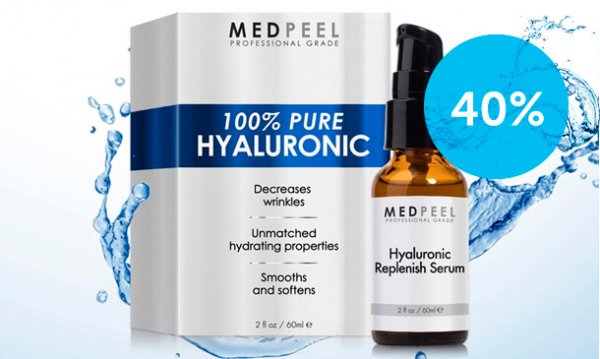 MEDPEEL
PROFESSIONAL GRADE
100% PURE
HYALURONIC
Decreases
wrinkles
Unmatched
hydrating properties
Smooths
and softens
2 fl oz / 60ml e
40%
MEDPEEL
PROFESSIONAL GRADE
Hyaluronic
Replenish Serum
2 fl oz / 60ml e